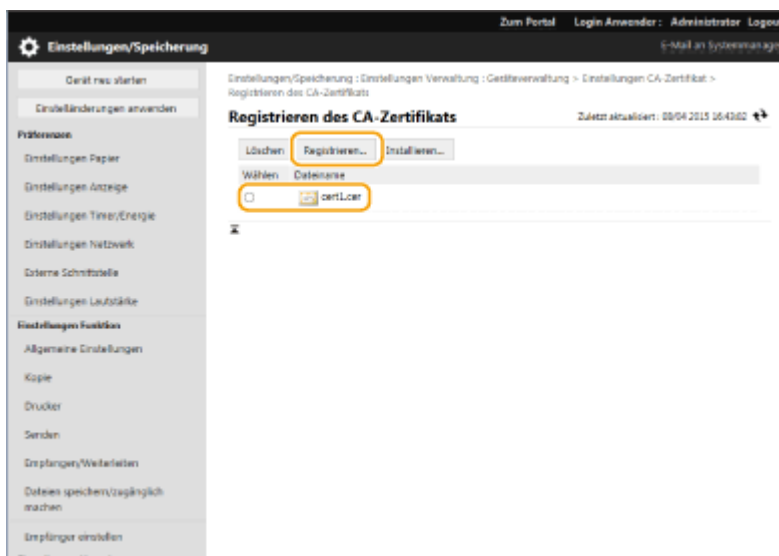 Zum Portal Login Anwender: Administrator Logou
Einstellungen/Speicherung
E-Mail an Systemmanage
Gerät neu starten
Einstelländerungen anwenden
Präferenzen
Einstellungen Papier
Einstellungen Anzeige
Einstellungen Timer/Energie
Einstellungen Netzwerk
Externe Schnittstelle
Einstellungen Lautstärke
Einstellungen Funktion
Allgemeine Einstellungen
Kopie
Drucker
Senden
Empfangen/Weiterleiten
Dateien speichern/zugänglich
machen
Empfänger einstellen
Einstellungen/Speicherung : Einstellungen Verwaltung : Geräteverwaltung > Einstellungen CA-Zertifikat >
Registrieren des CA-Zertifikats
Registrieren des CA-Zertifikats
Zuletzt aktualisiert: 08/04 2015 16:43:02
Löschen Registrieren... Installieren...
Wählen Dateiname
cert1.cer